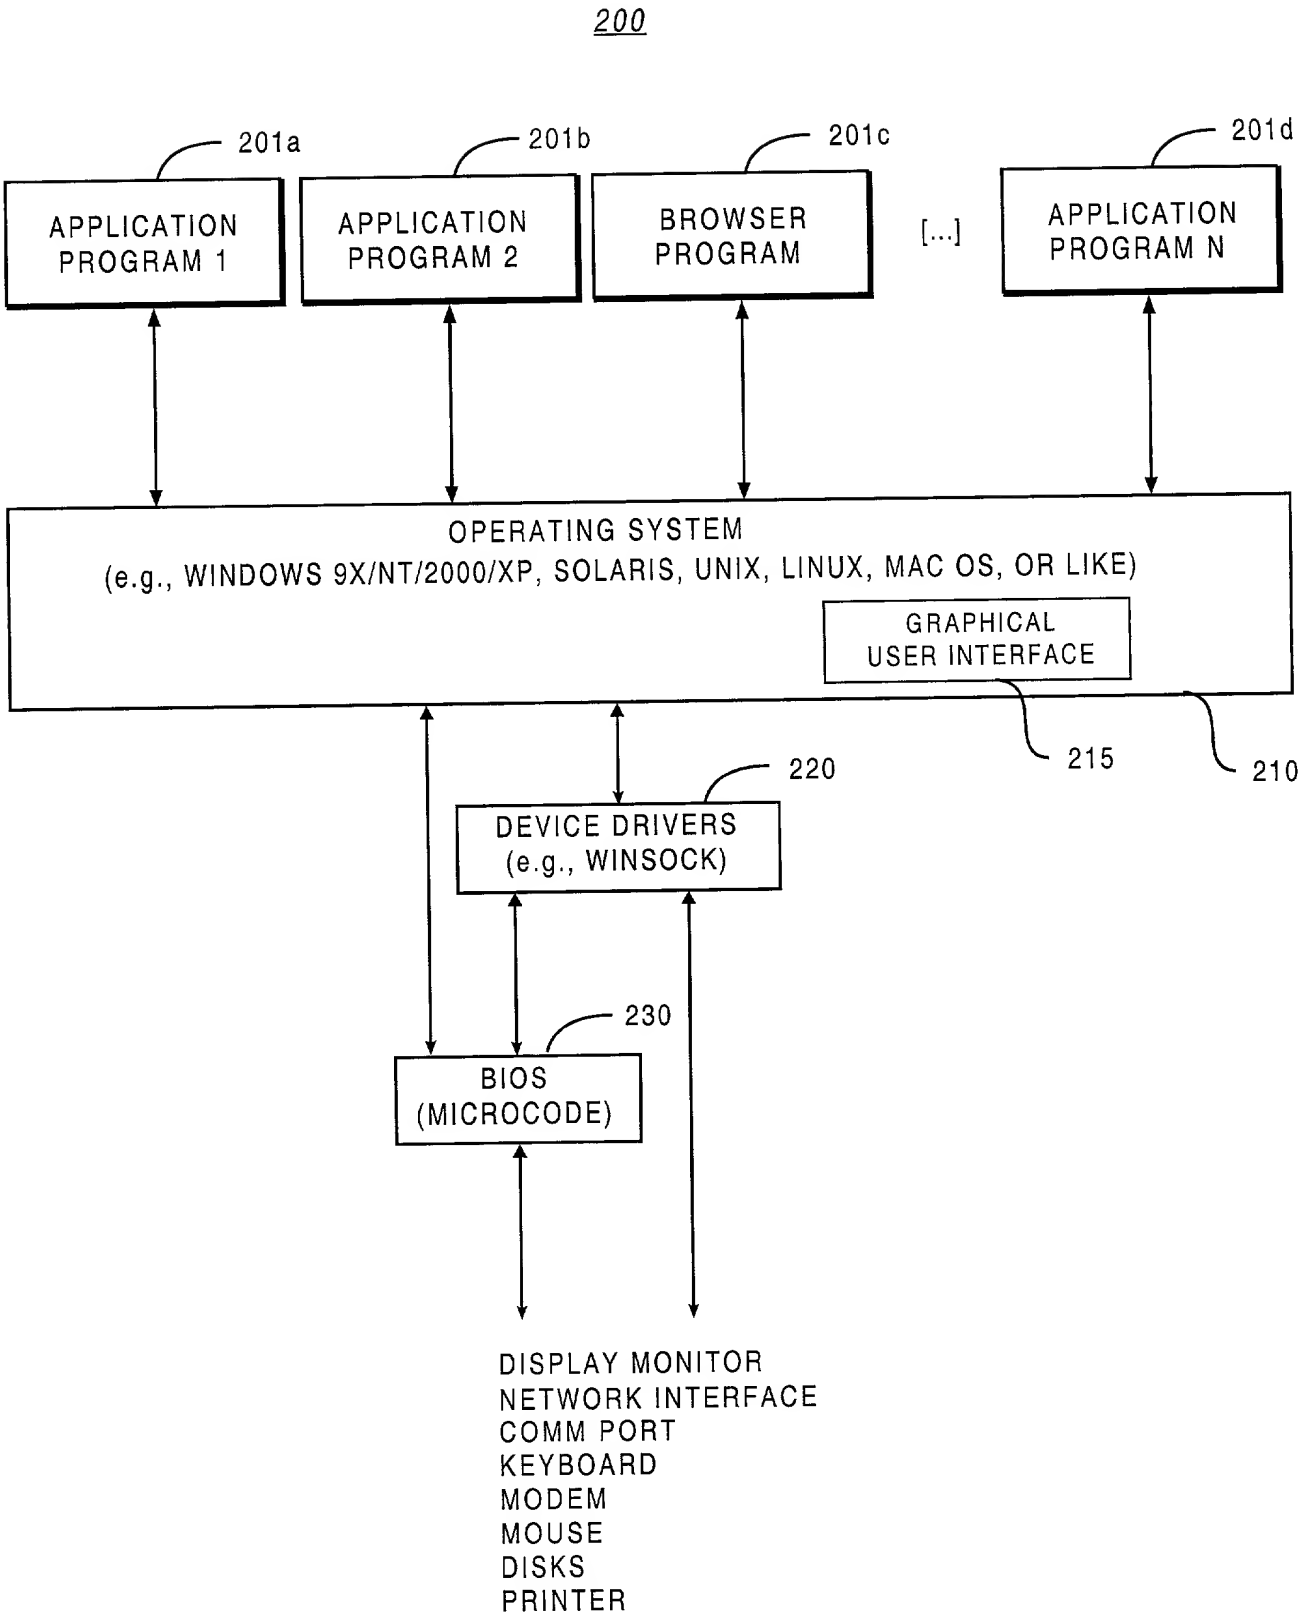 200
201a
201b
201c
201d
APPLICATION
PROGRAM 1
APPLICATION
PROGRAM 2
BROWSER
PROGRAM
[...]
APPLICATION
PROGRAM N
OPERATING SYSTEM
(e.g., WINDOWS 9X/NT/2000/XP, SOLARIS, UNIX, LINUX, MAC OS, OR LIKE)
GRAPHICAL
USER INTERFACE
215
210
220
DEVICE DRIVERS
(e.g., WINSOCK)
230
BIOS
(MICROCODE)
DISPLAY MONITOR
NETWORK INTERFACE
COMM PORT
KEYBOARD
MODEM
MOUSE
DISKS
PRINTER